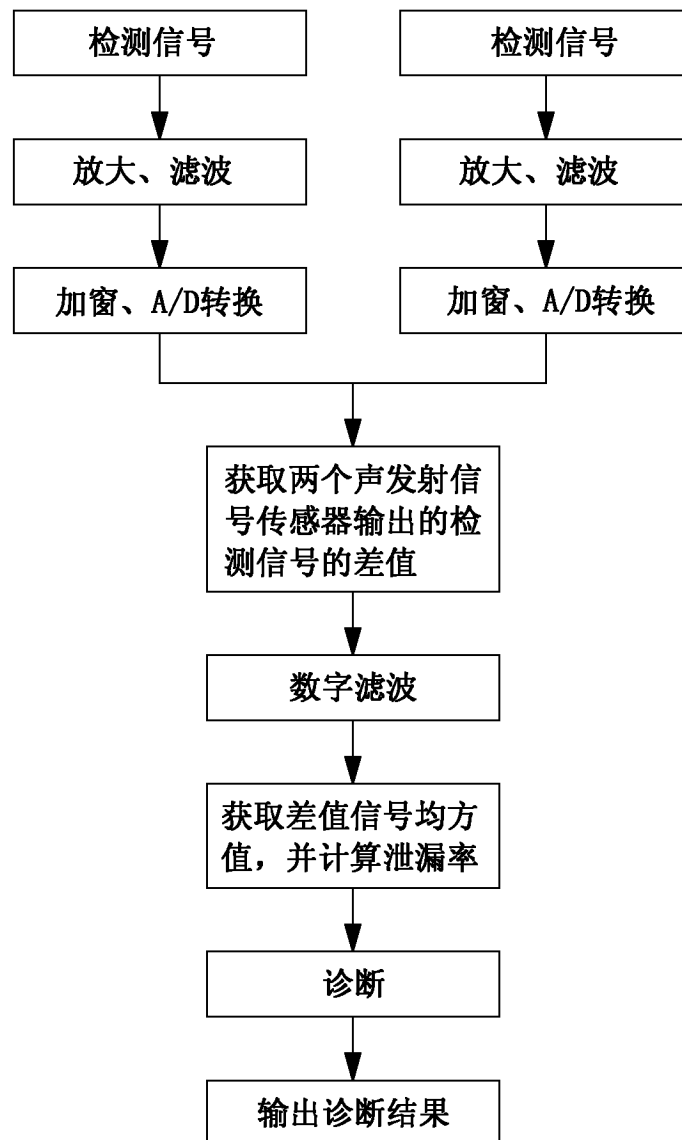 检测信号
检测信号
放大、滤波
放大、滤波
加窗、A/D转换
加窗、A/D转换
获取两个声发射信
号传感器输出的检
测信号的差值
数字滤波
获取差值信号均方
值，并计算泄漏率
诊断
输出诊断结果